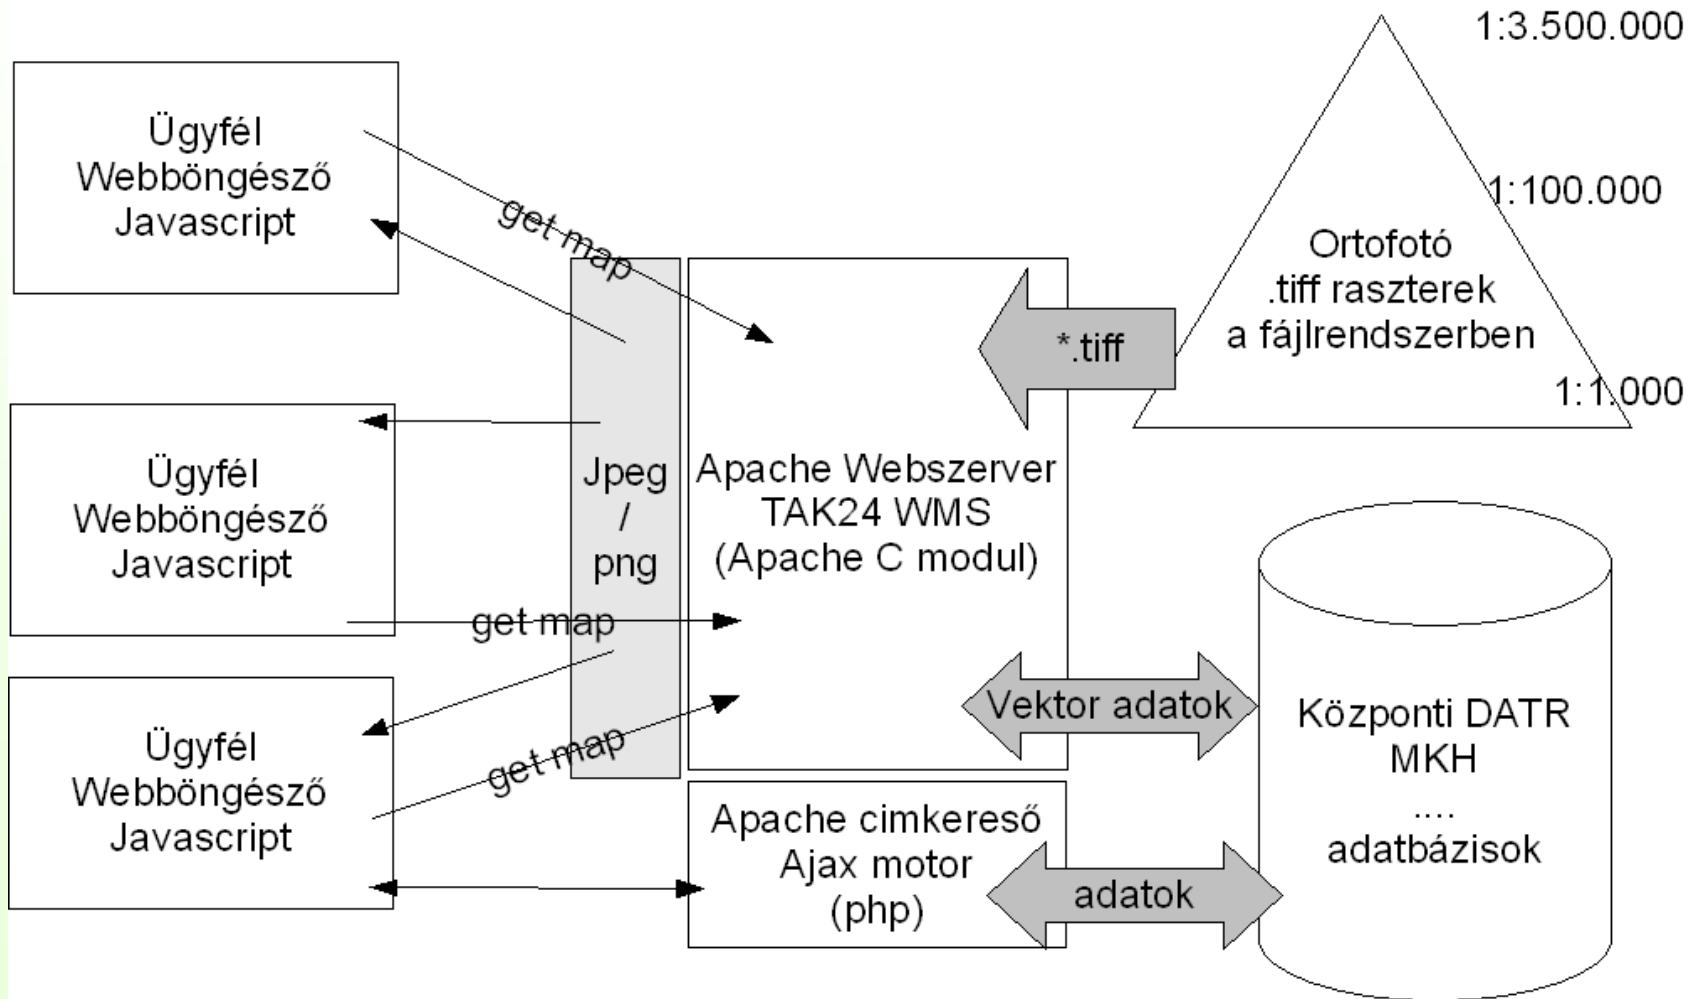 1:3.500.000
Ügyfél
Webböngésző
Javascript
get map
1:100.000
Ortofotó
.tiff raszterek
a fájlrendszerben
*.tiff
1:1.000
Ügyfél
Webböngésző
Javascript
Jpeg
/
png
Apache Webszerver
TAK24 WMS
(Apache C modul)
get map
Vektor adatok
Központi DATR
MKH
....
adatbázisok
Ügyfél
Webböngésző
Javascript
get map
Apache cimkereső
Ajax motor
(php)
adatok